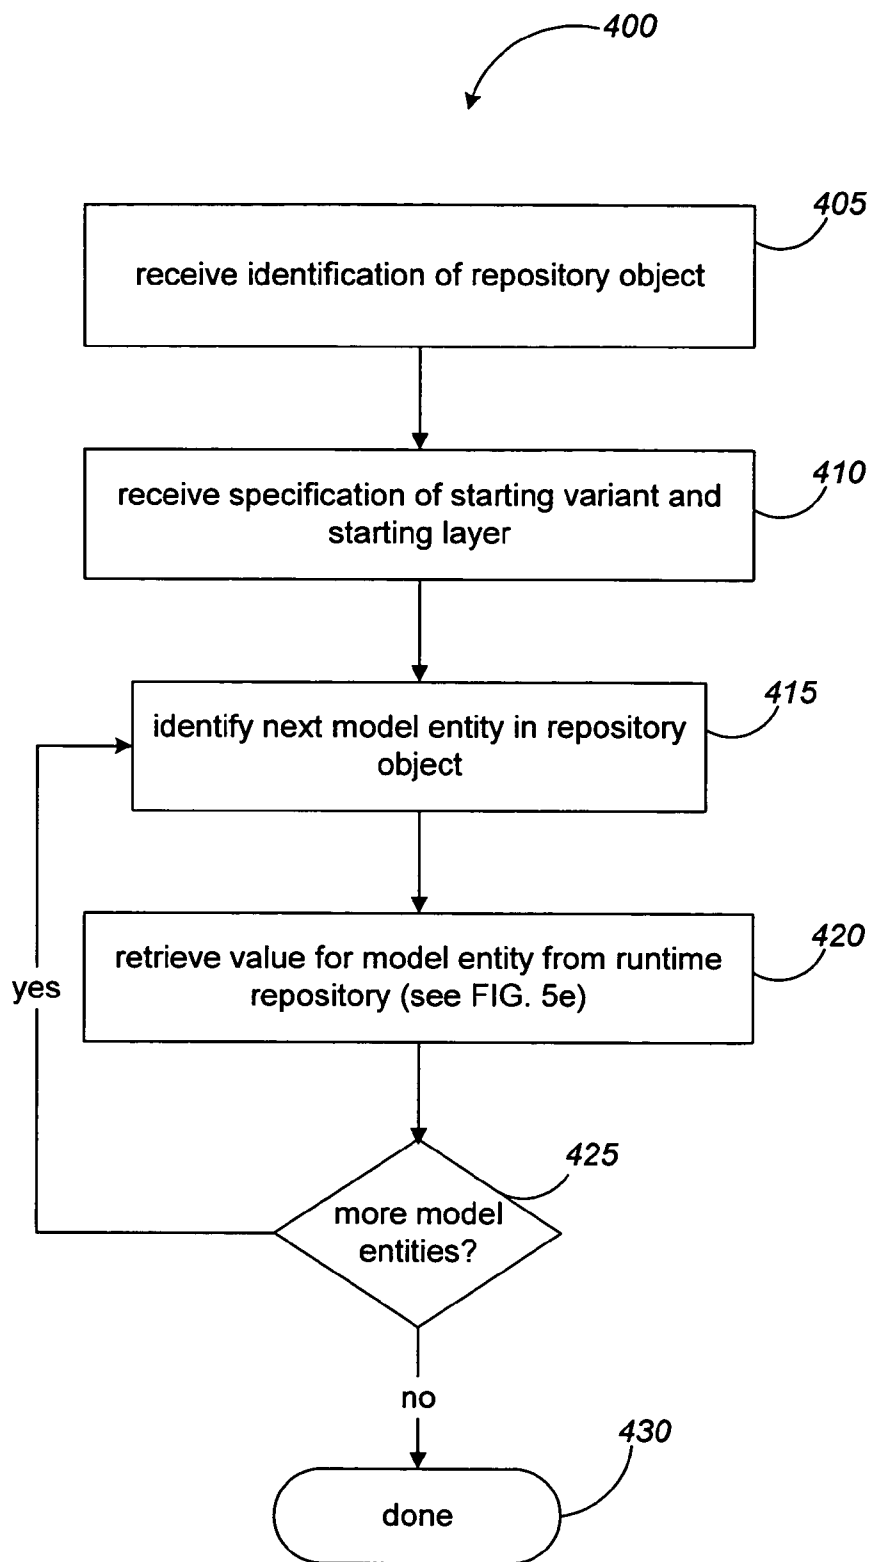 400
405
receive identification of repository object
410
receive specification of starting variant and
starting layer
415
identify next model entity in repository
object
420
retrieve value for model entity from runtime
repository (see FIG. 5e)
yes
425
more model
entities?
no
430
done